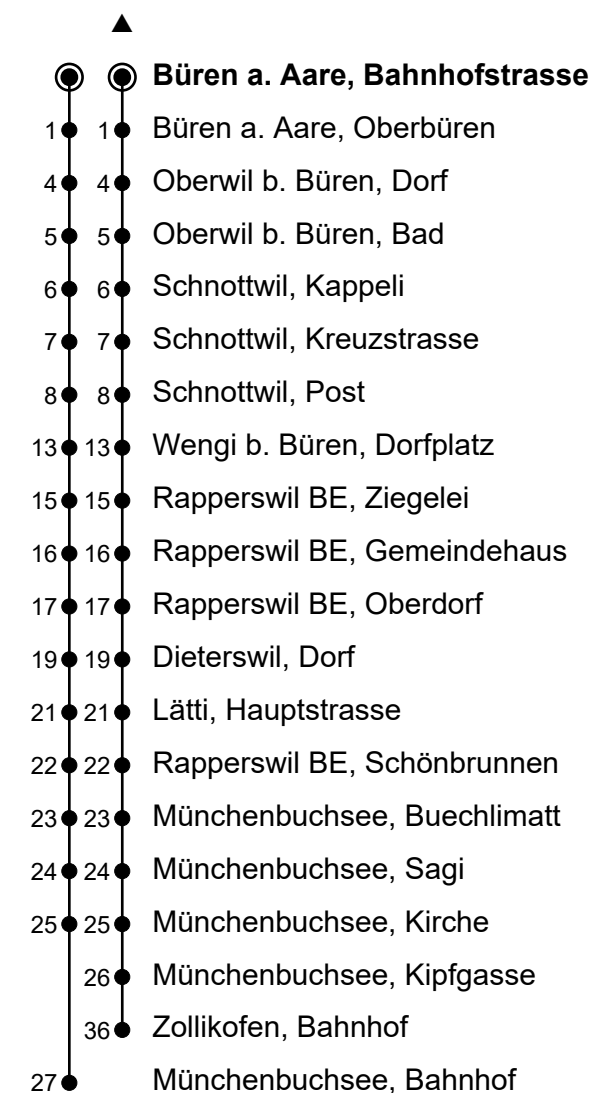 ▲
Büren a. Aare, Bahnhofstrasse
1 1 Büren a. Aare, Oberbüren
4 4 Oberwil b. Büren, Dorf
5 5 Oberwil b. Büren, Bad
6 6 Schnottwil, Kappeli
7 7 Schnottwil, Kreuzstrasse
8 8 Schnottwil, Post
13 13 Wengi b. Büren, Dorfplatz
15 15 Rapperswil BE, Ziegelei
16 16 Rapperswil BE, Gemeindehaus
17 17 Rapperswil BE, Oberdorf
19 19 Dieterswil, Dorf
21 21 Lätti, Hauptstrasse
22 22 Rapperswil BE, Schönbrunnen
23 23 Münchenbuchsee, Buechlimatt
24 24 Münchenbuchsee, Sagi
25 25 Münchenbuchsee, Kirche
26 Münchenbuchsee, Kipfgasse
36 Zollikofen, Bahnhof
27 Münchenbuchsee, Bahnhof